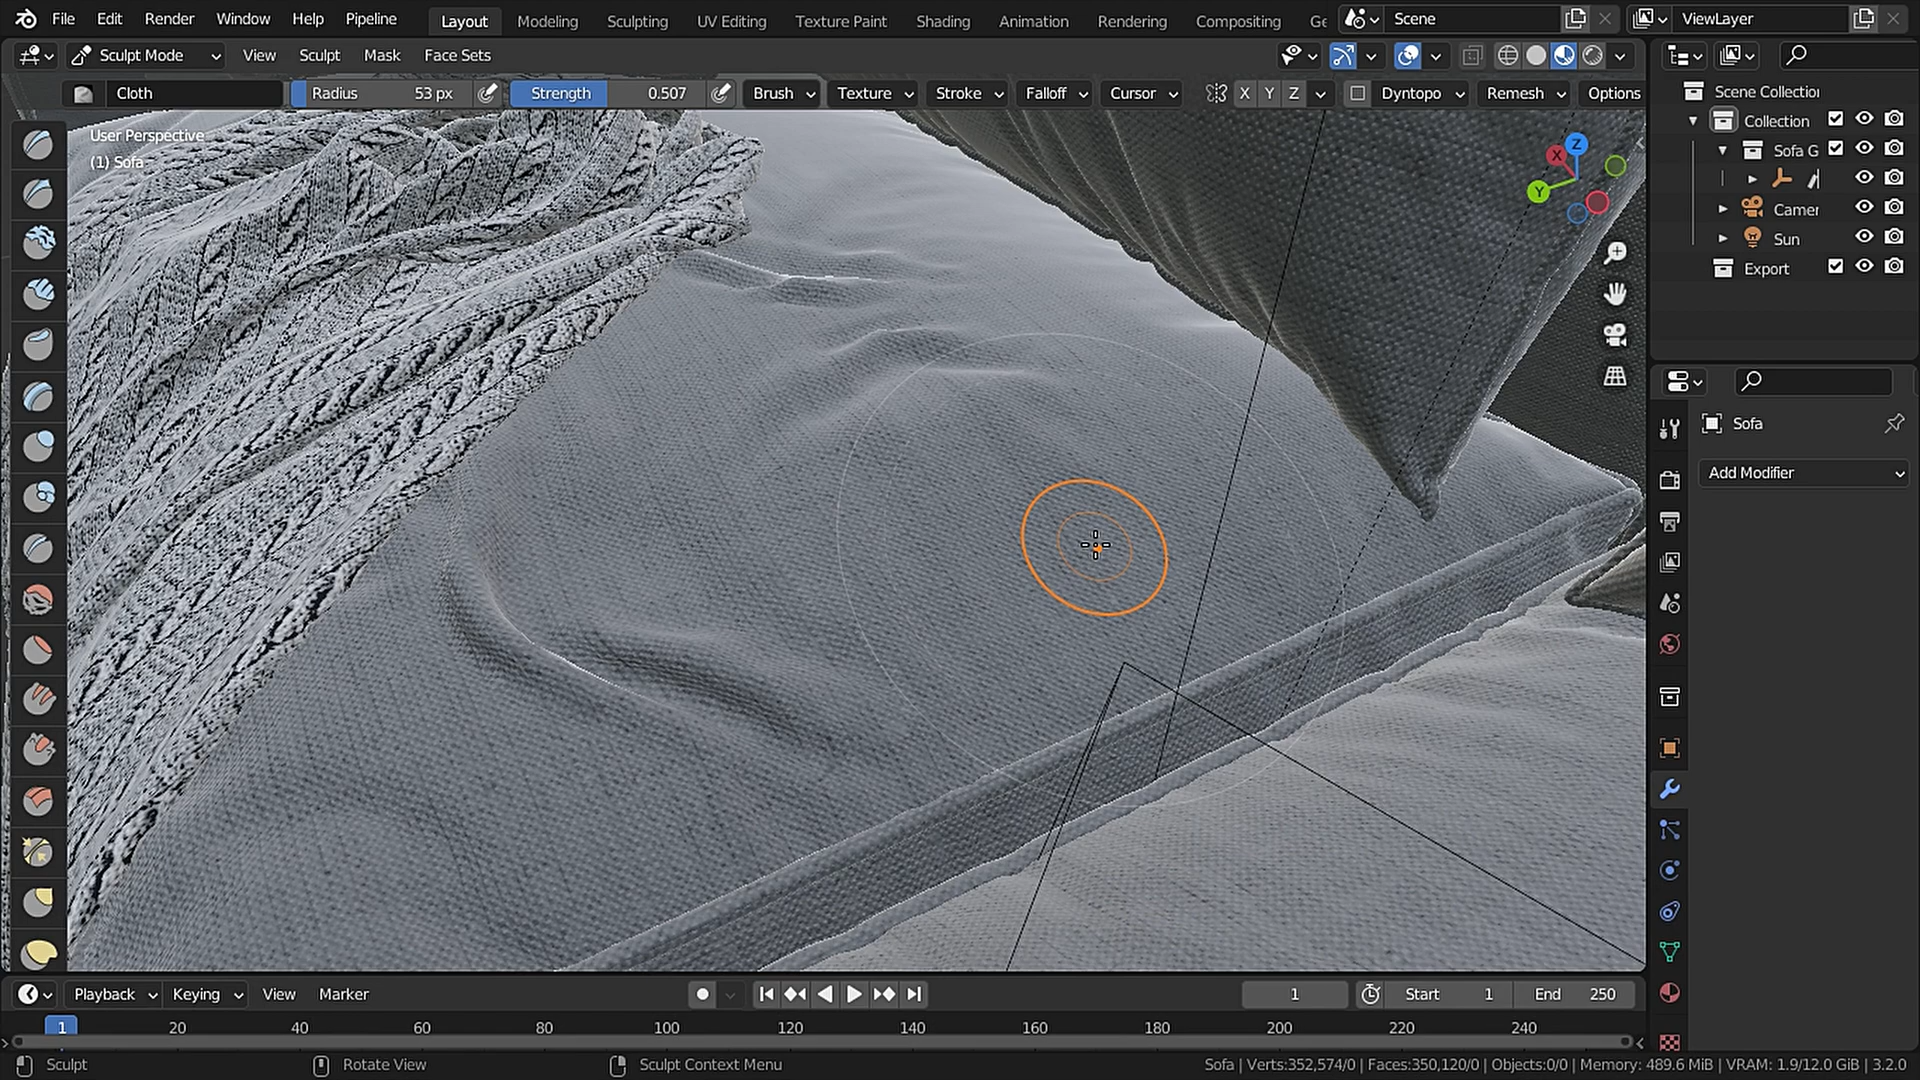 File Edit Render Window Help Pipeline Layout Modeling Sculpting UV Editing Texture Paint Shading Animation Rendering Compositing Ge Scene ViewLayer
Sculpt Mode View Sculpt Mask Face Sets
Cloth Radius 53 px Strength 0.507 Brush Texture Stroke Falloff Cursor X Y Z Dyntopo Remesh Options
User Perspective
(1) Sofa
Z
X
Y
Scene Collection
Collection
Sofa G
Camer
Sun
Export
Sofa
Add Modifier
Playback Keying View Marker 1 Start 1 End 250
1 20 40 60 80 100 120 140 160 180 200 220 240
Sculpt Rotate View Sculpt Context Menu Sofa | Verts:352,574/0 | Faces:350,120/0 | Objects:0/0 | Memory: 489.6 MiB | VRAM: 1.9/12.0 GiB | 3.2.0